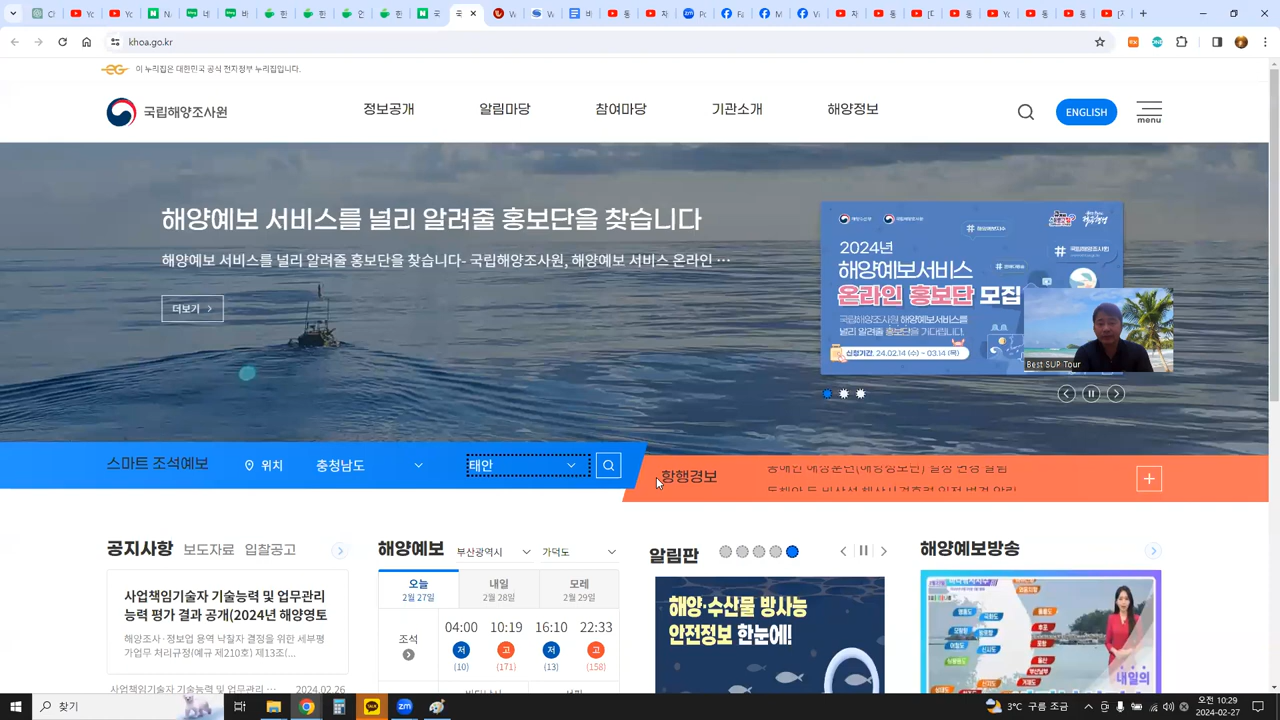 khoa.go.kr
이 누리집은 대한민국 공식 전자정부 누리집입니다.
국립해양조사원
정보공개
알림마당
참여마당
기관소개
해양정보
ENGLISH
menu
해양예보 서비스를 널리 알려줄 홍보단을 찾습니다
해양예보 서비스를 널리 알려줄 홍보단을 찾습니다- 국립해양조사원, 해양예보 서비스 온라인 ⋯
더보기
2024년
해양예보서비스
온라인 홍보단 모집
국립해양조사원 해양예보서비스를
널리 알려줄 홍보단을 기다립니다.
신청기간, 24.02.14 (수) ~ 03.14 (목)
Best SUP Tour
스마트 조석예보
위치
충청남도
태안
항행경보
공지사항 보도자료 입찰공고
사업책임기술자 기술능력 및 업무관리
능력 평가 결과 공개(2024년 해양영토
해양조사·정보업 용역 낙찰자 결정을 위한 세부평
가업무 처리규정(예규 제210호) 제13조(...
사업책임기술자 기술능력 및 업무관리 ⋯ 2024.02.26
해양예보 부산광역시 가덕도
오늘 내일 모레
2월 27일 2월 28일 2월 29일
04:00 10:19 16:10 22:33
조석
저 고 저 고
(10) (171) (13) (158)
알림판
해양·수산물 방사능
안전정보 한눈에!
해양예보방송
내일의
찾기
3°C 구름 조금
오전 10:29
2024-02-27